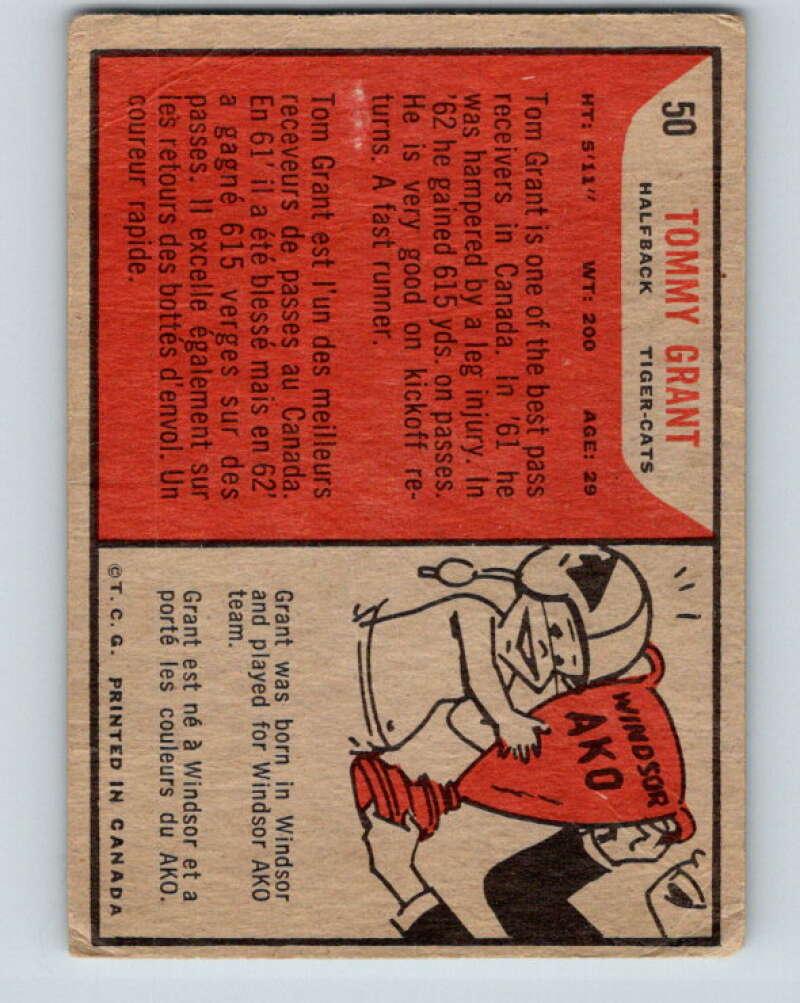 50 TOMMY GRANT
HALFBACK TIGER-CATS
HT: 5'11" WT: 200 AGE: 29
Tom Grant is one of the best pass
receivers in Canada. In '61 he
was hampered by a leg injury. In
'62 he gained 615 yds. on passes.
He is very good on kickoff re-
turns. A fast runner.
Tom Grant est l'un des meilleurs
receveurs de passes au Canada.
En 61' il a été blessé mais en 62'
a gagné 615 verges sur des
passes. Il excelle également sur
les retours des bottés d'envol. Un
coureur rapide.
WINDSOR
AKO
Grant was born in Windsor
and played for Windsor AKO
team.
Grant est né à Windsor et a
porté les couleurs du AKO.
©T. C. G. PRINTED IN CANADA